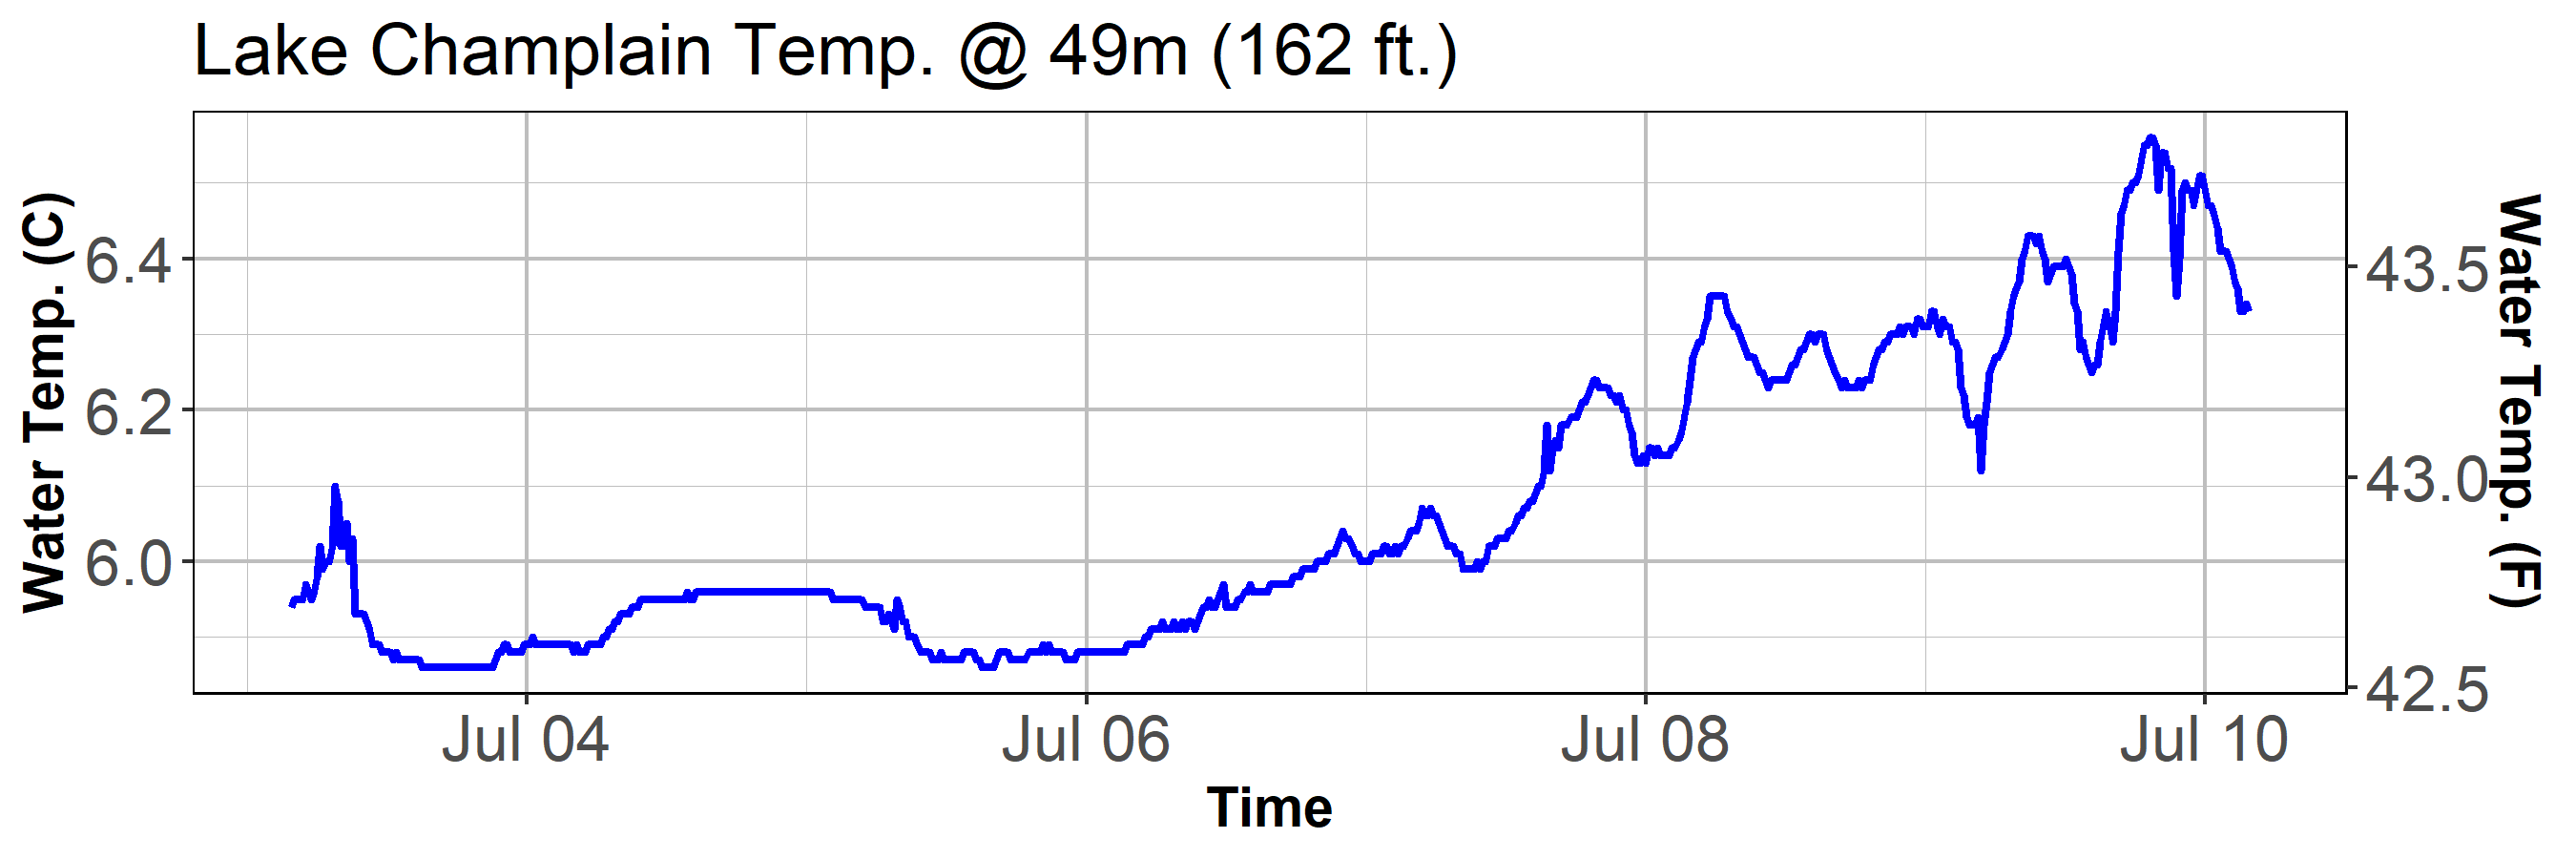 Lake Champlain Temp. @ 49m (162 ft.)
Water Temp. (C)
6.4
6.2
6.0
43.5
43.0
42.5
Water Temp. (F)
Jul 04
Jul 06
Jul 08
Jul 10
Time